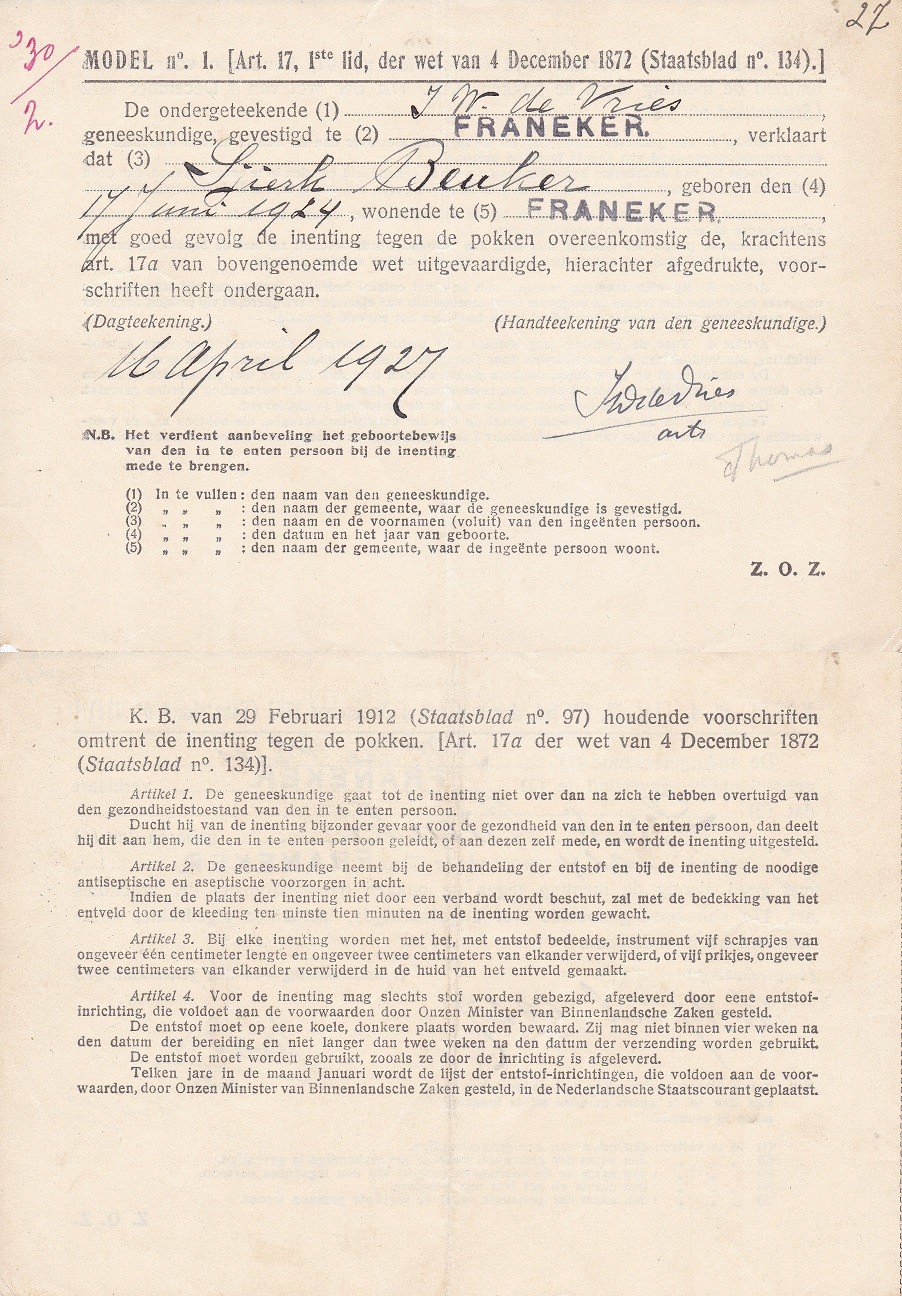 27
'30/2.
MODEL nº. 1. [Art. 17, 1ste lid, der wet van 4 December 1872 (Staatsblad nº. 134).]
De ondergeteekende (1) J W. de Vries,
geneeskundige, gevestigd te (2) FRANEKER., verklaart
dat (3)
Sjierk Beuker, geboren den (4)
17 Juni 1924, wonende te (5) FRANEKER,
met goed gevolg de inenting tegen de pokken overeenkomstig de, krachtens
art. 17a van bovengenoemde wet uitgevaardigde, hierachter afgedrukte, voor-
schriften heeft ondergaan.
(Dagteekening.) (Handteekening van den geneeskundige.)
16 April 1927
JWdeVries
arts
Thomas
N.B. Het verdient aanbeveling het geboortebewijs
van den in te enten persoon bij de inenting
mede te brengen.
(1) In te vullen : den naam van den geneeskundige.
(2) „ „ „ : den naam der gemeente, waar de geneeskundige is gevestigd.
(3) „ „ „ : den naam en de voornamen (voluit) van den ingeënten persoon.
(4) „ „ „ : den datum en het jaar van geboorte.
(5) „ „ „ : den naam der gemeente, waar de ingeënte persoon woont.
Z. O. Z.
K. B. van 29 Februari 1912 (Staatsblad nº. 97) houdende voorschriften
omtrent de inenting tegen de pokken. [Art. 17a der wet van 4 December 1872
(Staatsblad nº. 134)].
Artikel 1. De geneeskundige gaat tot de inenting niet over dan na zich te hebben overtuigd van
den gezondheidstoestand van den in te enten persoon.
Ducht hij van de inenting bijzonder gevaar voor de gezondheid van den in te enten persoon, dan deelt
hij dit aan hem, die den in te enten persoon geleidt, of aan dezen zelf mede, en wordt de inenting uitgesteld.
Artikel 2. De geneeskundige neemt bij de behandeling der entstof en bij de inenting de noodige
antiseptische en aseptische voorzorgen in acht.
Indien de plaats der inenting niet door een verband wordt beschut, zal met de bedekking van het
entveld door de kleeding ten minste tien minuten na de inenting worden gewacht.
Artikel 3. Bij elke inenting worden met het, met entstof bedeelde, instrument vijf schrapjes van
ongeveer één centimeter lengte en ongeveer twee centimeters van elkander verwijderd, of vijf prikjes, ongeveer
twee centimeters van elkander verwijderd in de huid van het entveld gemaakt.
Artikel 4. Voor de inenting mag slechts stof worden gebezigd, afgeleverd door eene entstof-
inrichting, die voldoet aan de voorwaarden door Onzen Minister van Binnenlandsche Zaken gesteld.
De entstof moet op eene koele, donkere plaats worden bewaard. Zij mag niet binnen vier weken na
den datum der bereiding en niet langer dan twee weken na den datum der verzending worden gebruikt.
De entstof moet worden gebruikt, zooals ze door de inrichting is afgeleverd.
Telken jare in de maand Januari wordt de lijst der entstof-inrichtingen, die voldoen aan de voor-
waarden, door Onzen Minister van Binnenlandsche Zaken gesteld, in de Nederlandsche Staatscourant geplaatst.